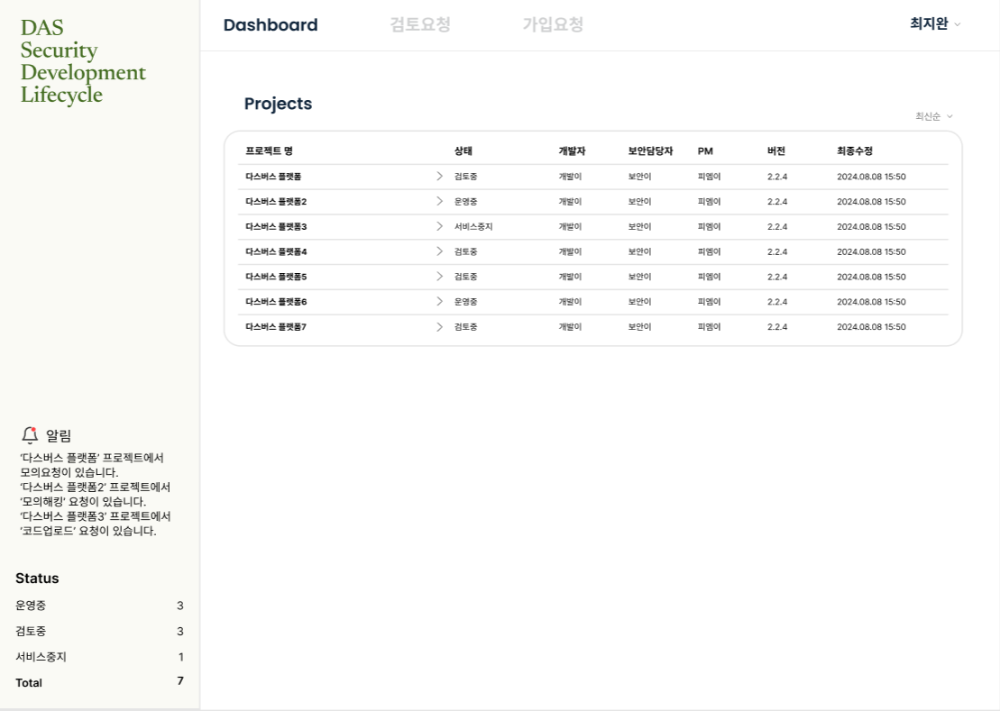 DAS
Security
Development
Lifecycle
Dashboard 검토요청 가입요청 최지완
Projects
최신순
프로젝트 명 상태 개발자 보안담당자 PM 버전 최종수정
다스버스 플랫폼 검토중 개발이 보안이 피엠이 2.2.4 2024.08.08 15:50
다스버스 플랫폼2 운영중 개발이 보안이 피엠이 2.2.4 2024.08.08 15:50
다스버스 플랫폼3 서비스중지 개발이 보안이 피엠이 2.2.4 2024.08.08 15:50
다스버스 플랫폼4 검토중 개발이 보안이 피엠이 2.2.4 2024.08.08 15:50
다스버스 플랫폼5 검토중 개발이 보안이 피엠이 2.2.4 2024.08.08 15:50
다스버스 플랫폼6 운영중 개발이 보안이 피엠이 2.2.4 2024.08.08 15:50
다스버스 플랫폼7 검토중 개발이 보안이 피엠이 2.2.4 2024.08.08 15:50
알림
‘다스버스 플랫폼’ 프로젝트에서
모의요청이 있습니다.
‘다스버스 플랫폼2’ 프로젝트에서
‘모의해킹’ 요청이 있습니다.
‘다스버스 플랫폼3’ 프로젝트에서
‘코드업로드’ 요청이 있습니다.
Status
운영중 3
검토중 3
서비스중지 1
Total 7